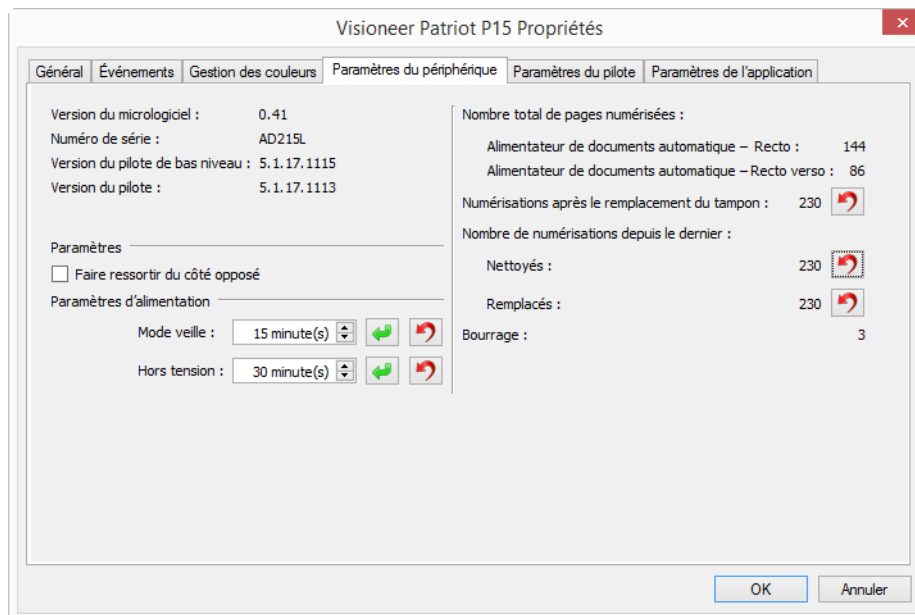 Visioneer Patriot P15 Propriétés
Général Événements Gestion des couleurs Paramètres du périphérique Paramètres du pilote Paramètres de l'application
Version du micrologiciel : 0.41
Numéro de série : AD215L
Version du pilote de bas niveau : 5.1.17.1115
Version du pilote : 5.1.17.1113
Paramètres
Faire ressortir du côté opposé
Paramètres d'alimentation
Mode veille : 15 minute(s)
Hors tension : 30 minute(s)
Nombre total de pages numérisées :
Alimentateur de documents automatique – Recto : 144
Alimentateur de documents automatique – Recto verso : 86
Numérisations après le remplacement du tampon : 230
Nombre de numérisations depuis le dernier :
Nettoyés : 230
Remplacés : 230
Bourrage : 3
OK Annuler